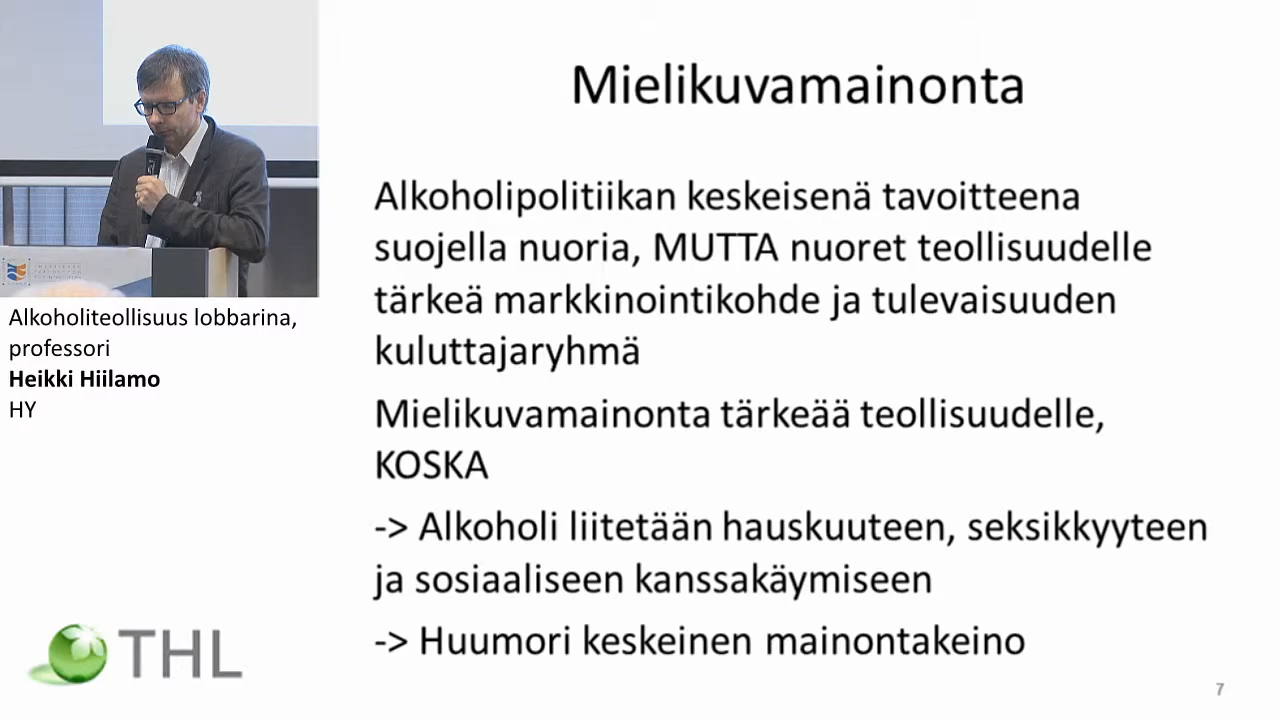 Mielikuvamainonta
Alkoholipolitiikan keskeisenä tavoitteena
suojella nuoria, MUTTA nuoret teollisuudelle
tärkeä markkinointikohde ja tulevaisuuden
kuluttajaryhmä
Mielikuvamainonta tärkeää teollisuudelle,
KOSKA
-> Alkoholi liitetään hauskuuteen, seksikkyyteen
ja sosiaaliseen kanssakäymiseen
-> Huumori keskeinen mainontakeino
Alkoholiteollisuus lobbarina,
professori
Heikki Hiilamo
HY
THL
7